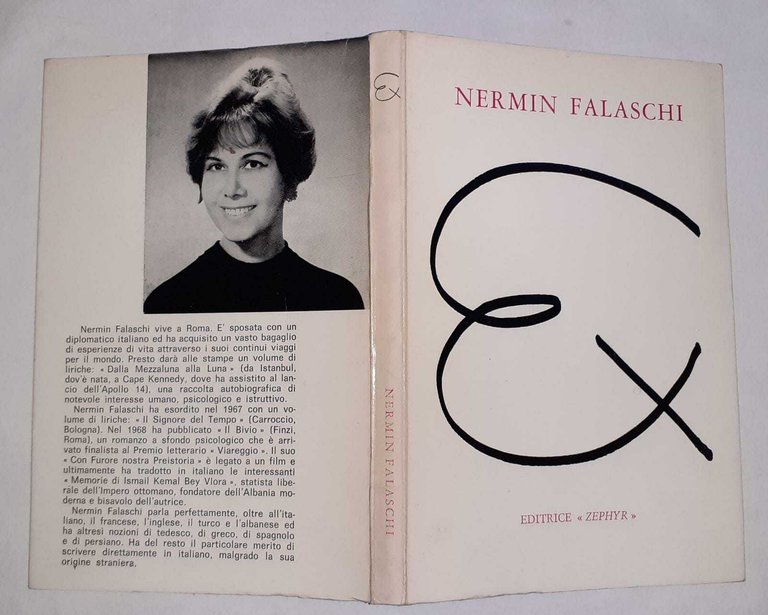 Nermin Falaschi vive a Roma. E' sposata con un
diplomatico italiano ed ha acquisito un vasto bagaglio
di esperienze di vita attraverso i suoi continui viaggi
per il mondo. Presto darà alle stampe un volume di
liriche: « Dalla Mezzaluna alla Luna » (da Istanbul,
dov'è nata, a Cape Kennedy, dove ha assistito al lan-
cio dell'Apollo 14), una raccolta autobiografica di
notevole interesse umano, psicologico e istruttivo.
Nermin Falaschi ha esordito nel 1967 con un vo-
lume di liriche: « Il Signore del Tempo » (Carroccio,
Bologna). Nel 1968 ha pubblicato « Il Bivio » (Finzi,
Roma), un romanzo a sfondo psicologico che è arri-
vato finalista al Premio letterario « Viareggio ». Il suo
« Con Furore nostra Preistoria » è legato a un film e
ultimamente ha tradotto in italiano le interessanti
« Memorie di Ismail Kemal Bey Vlora », statista libe-
rale dell'Impero ottomano, fondatore dell'Albania mo-
derna e bisavolo dell'autrice.
Nermin Falaschi parla perfettamente, oltre all'ita-
liano, il francese, l'inglese, il turco e l'albanese ed
ha altresì nozioni di tedesco, di greco, di spagnolo
e di persiano. Ha del resto il particolare merito di
scrivere direttamente in italiano, malgrado la sua
origine straniera.
Ex
NERMIN FALASCHI
NERMIN FALASCHI
Ex
EDITRICE « ZEPHYR »